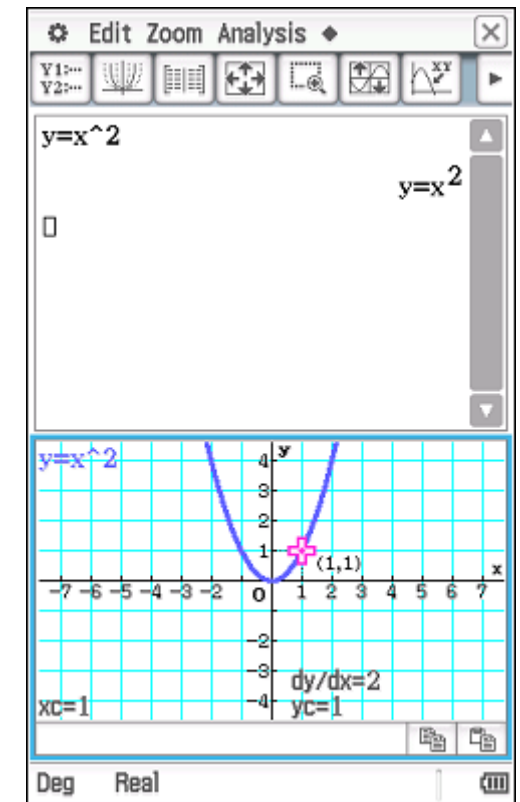 Edit Zoom Analysis ◆
Y1:… Y2:…
XY
y=x^2
y=x²
y=x^2
y
4
3
2
1
(1,1)
x
-7 -6 -5 -4 -3 -2 0 1 2 3 4 5 6 7
-2
-3
dy/dx=2
-4
xc=1 yc=1
Deg Real